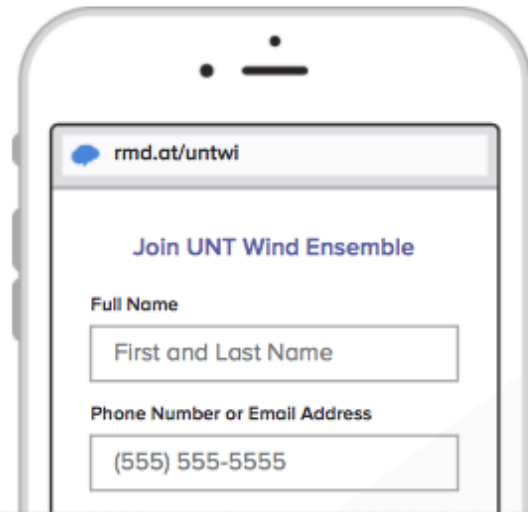 rmd.at/untwi
Join UNT Wind Ensemble
Full Name
First and Last Name
Phone Number or Email Address
(555) 555-5555